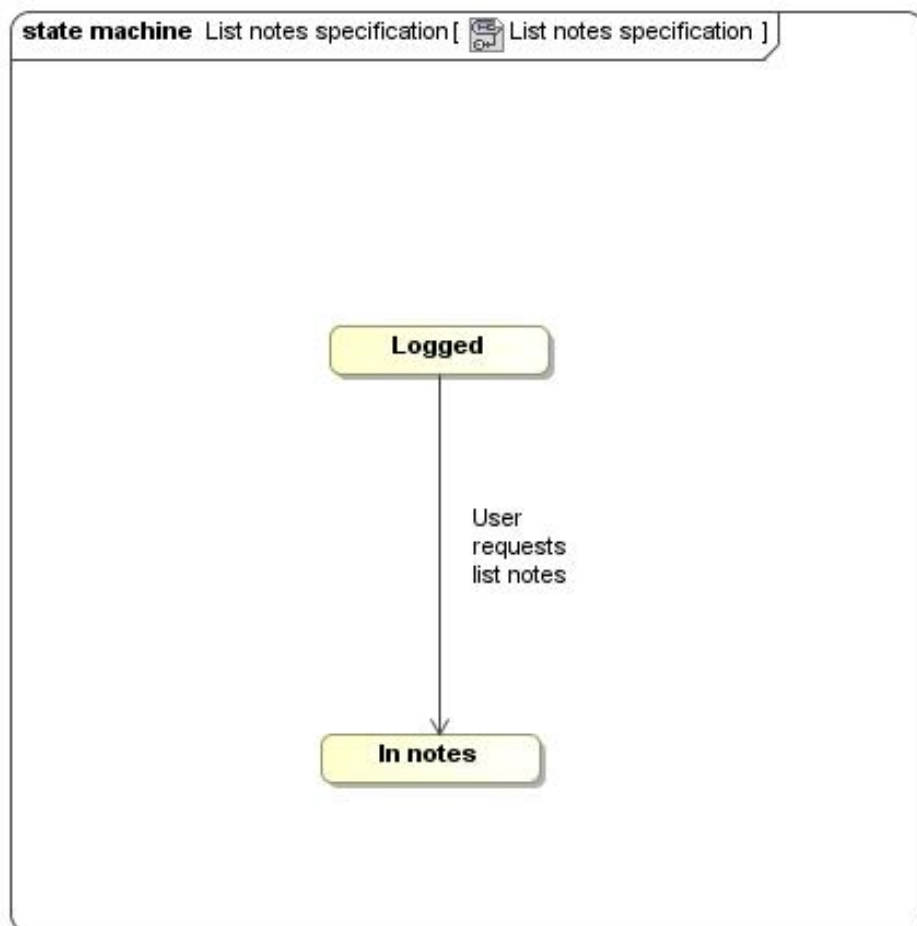 state machine List notes specification [ List notes specification ]
Logged
User
requests
list notes
In notes